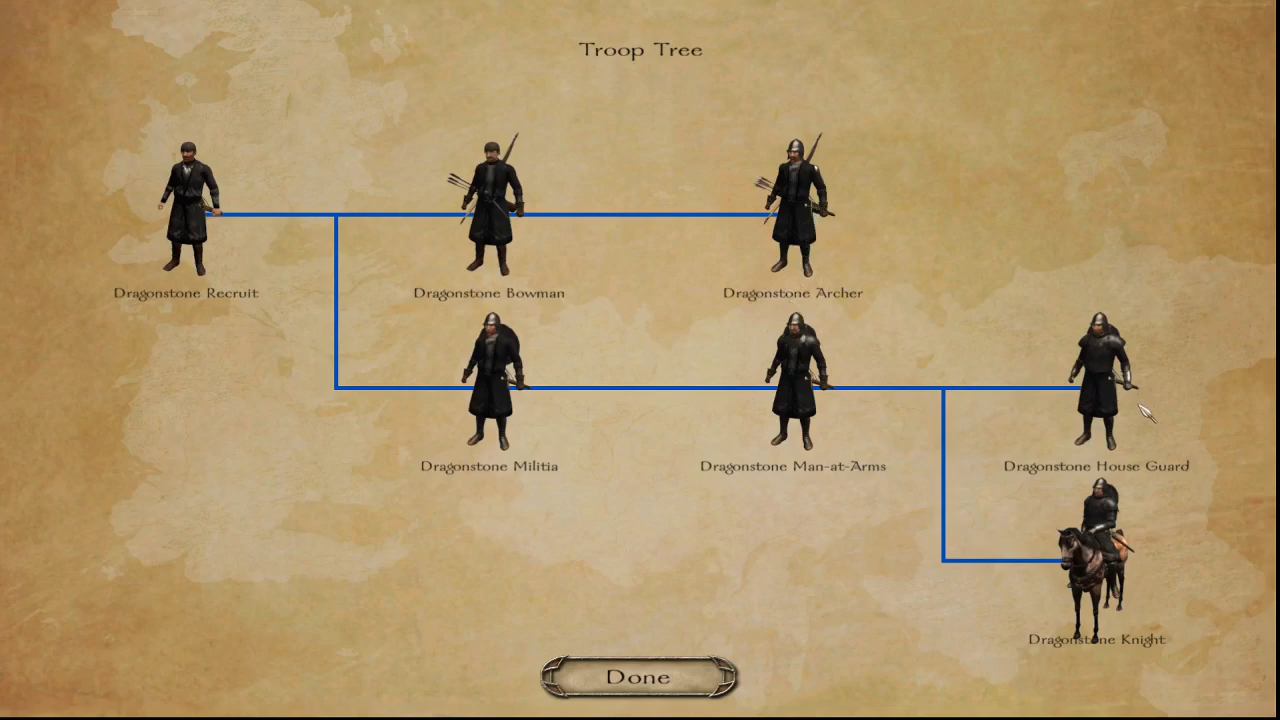 Troop Tree
Dragonstone Recruit
Dragonstone Bowman
Dragonstone Archer
Dragonstone Militia
Dragonstone Man-at-Arms
Dragonstone House Guard
Dragonstone Knight
Done